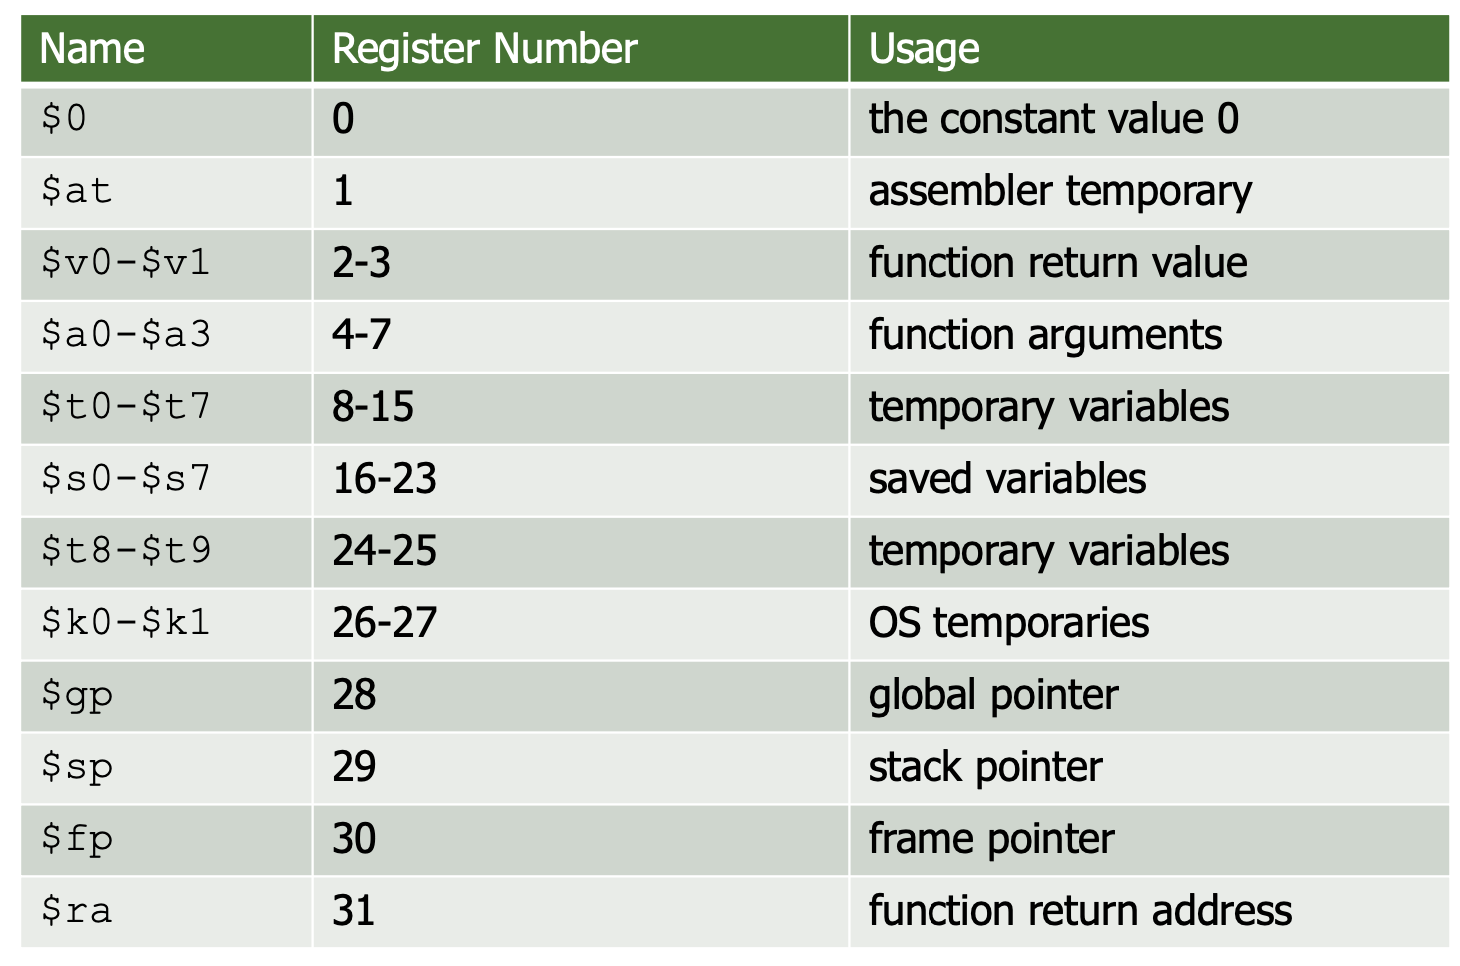 Name Register Number Usage
$0 0 the constant value 0
$at 1 assembler temporary
$v0-$v1 2-3 function return value
$a0-$a3 4-7 function arguments
$t0-$t7 8-15 temporary variables
$s0-$s7 16-23 saved variables
$t8-$t9 24-25 temporary variables
$k0-$k1 26-27 OS temporaries
$gp 28 global pointer
$sp 29 stack pointer
$fp 30 frame pointer
$ra 31 function return address